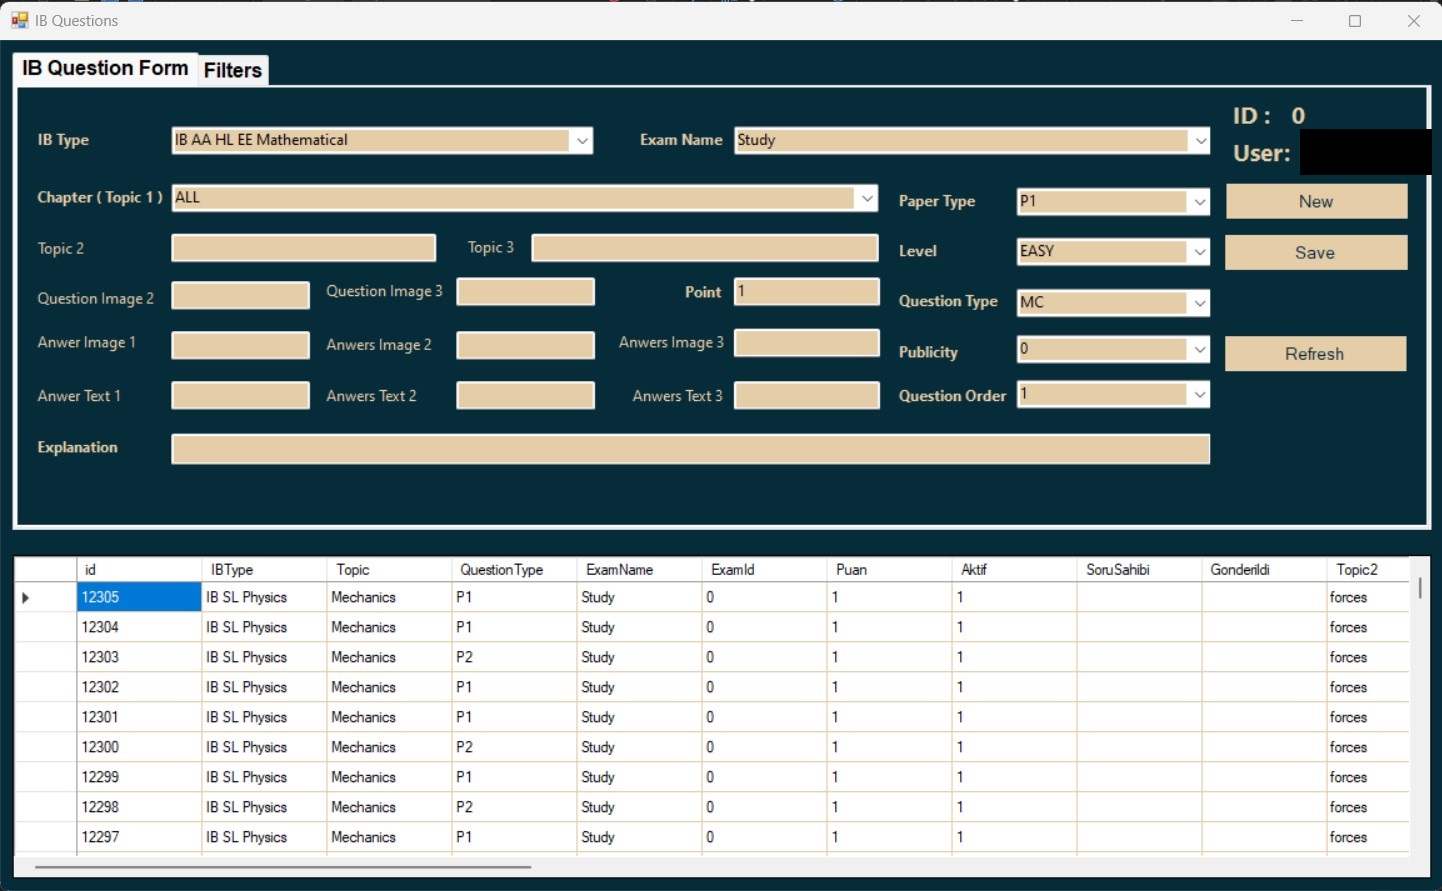 IB Questions
IB Question Form Filters
ID : 0
IB Type IB AA HL EE Mathematical Exam Name Study
User:
Chapter ( Topic 1 ) ALL Paper Type P1 New
Topic 2 Topic 3 Level EASY Save
Question Image 2 Question Image 3 Point 1 Question Type MC
Anwer Image 1 Anwers Image 2 Anwers Image 3 Publicity 0 Refresh
Anwer Text 1 Anwers Text 2 Anwers Text 3 Question Order 1
Explanation
id IBType Topic QuestionType ExamName ExamId Puan Aktif SoruSahibi Gonderildi Topic2
12305 IB SL Physics Mechanics P1 Study 0 1 1 forces
12304 IB SL Physics Mechanics P1 Study 0 1 1 forces
12303 IB SL Physics Mechanics P2 Study 0 1 1 forces
12302 IB SL Physics Mechanics P1 Study 0 1 1 forces
12301 IB SL Physics Mechanics P1 Study 0 1 1 forces
12300 IB SL Physics Mechanics P2 Study 0 1 1 forces
12299 IB SL Physics Mechanics P1 Study 0 1 1 forces
12298 IB SL Physics Mechanics P2 Study 0 1 1 forces
12297 IB SL Physics Mechanics P1 Study 0 1 1 forces